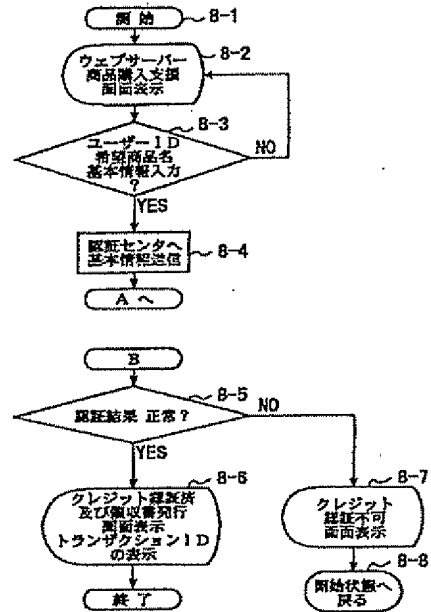 開 始
8-1
8-2
ウェブサーバー
商品購入支援
画面表示
8-3
ユーザーID
希望商品名
基本情報入力
?
NO
YES
認証センタへ
基本情報送信
8-4
A へ
B
8-5
認証結果 正常?
NO
YES
8-6
クレジット認証済
及び領収書発行
画面表示
トランザクションID
の表示
8-7
クレジット
認証不可
画面表示
8-8
終 了
開始状態へ
戻る